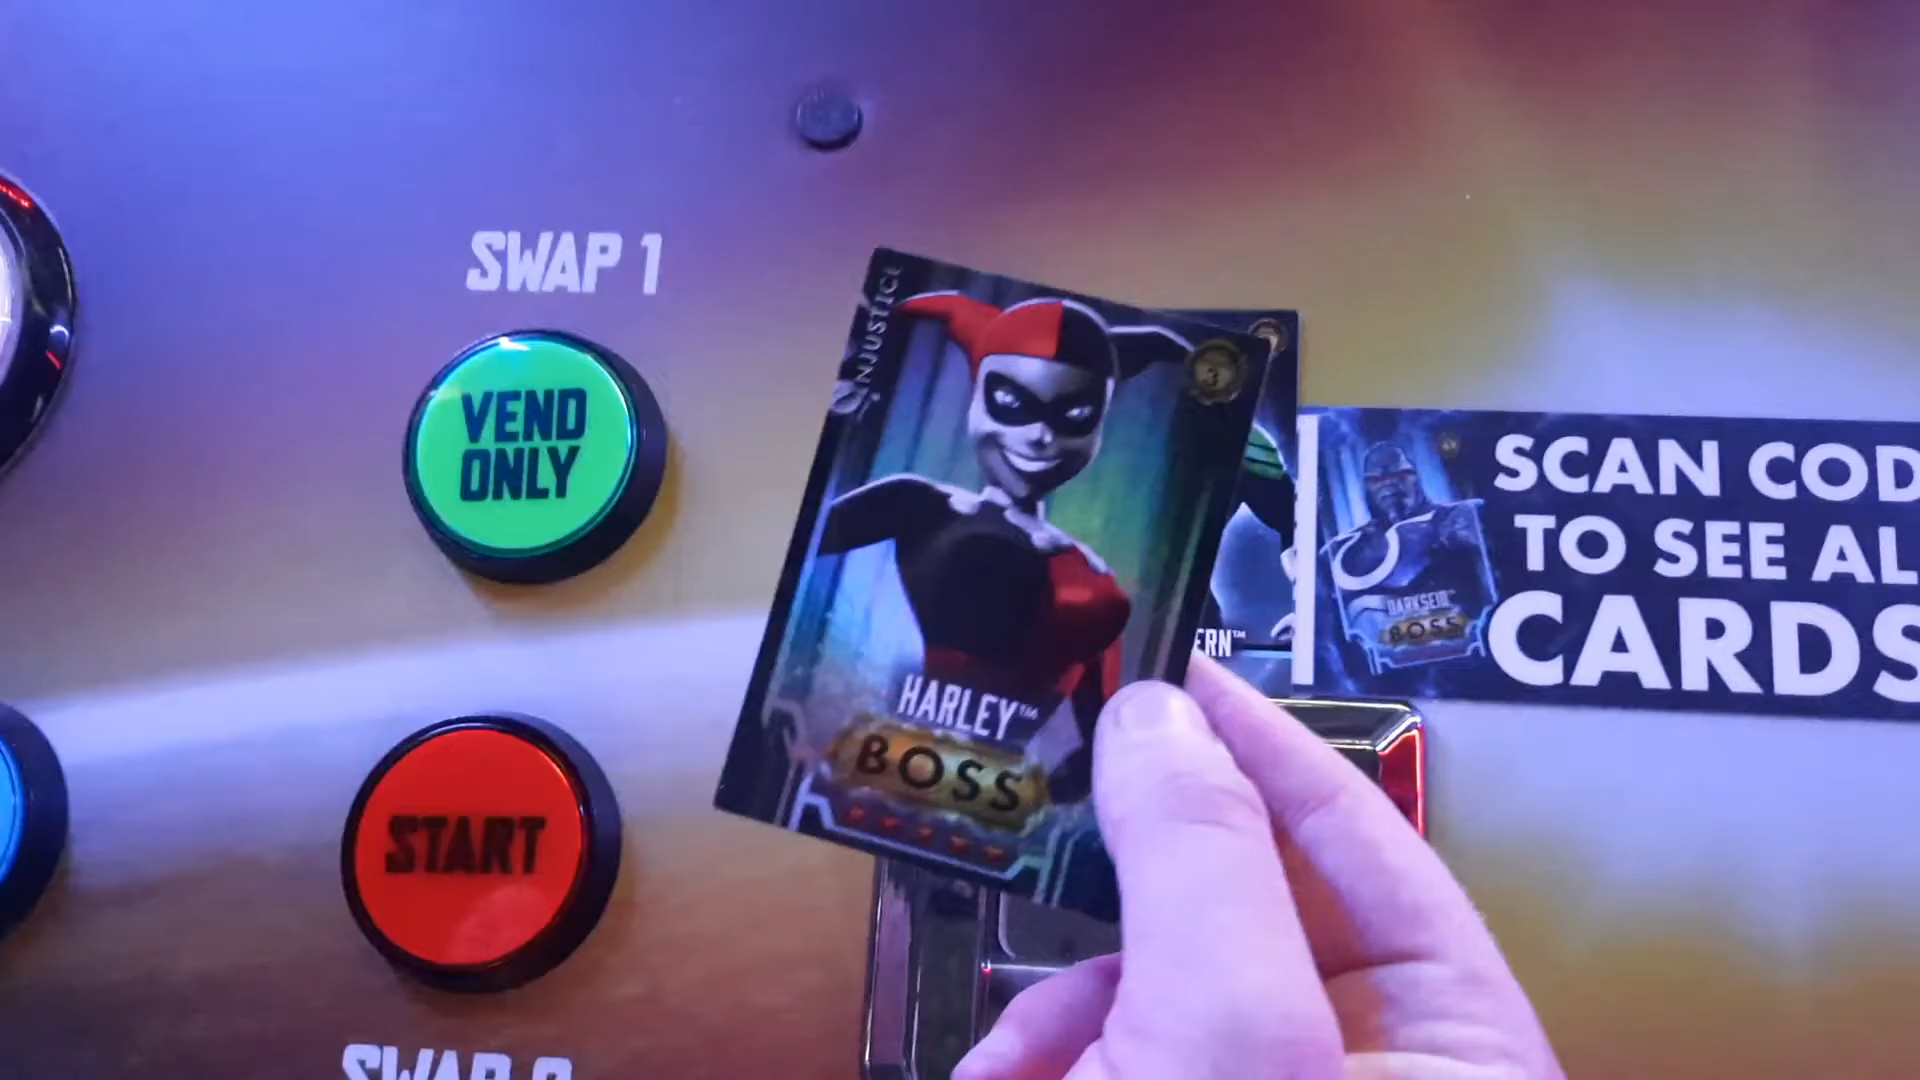 SWAP 1
VEND
ONLY
START
INJUSTICE
3
HARLEY™
BOSS
ERN™
SCAN COD
TO SEE AL
CARDS
DARKSEID™
BOSS